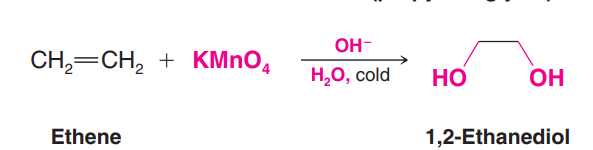 CH₂=CH₂ + KMnO₄ OH⁻
H₂O, cold
HO OH
Ethene 1,2-Ethanediol